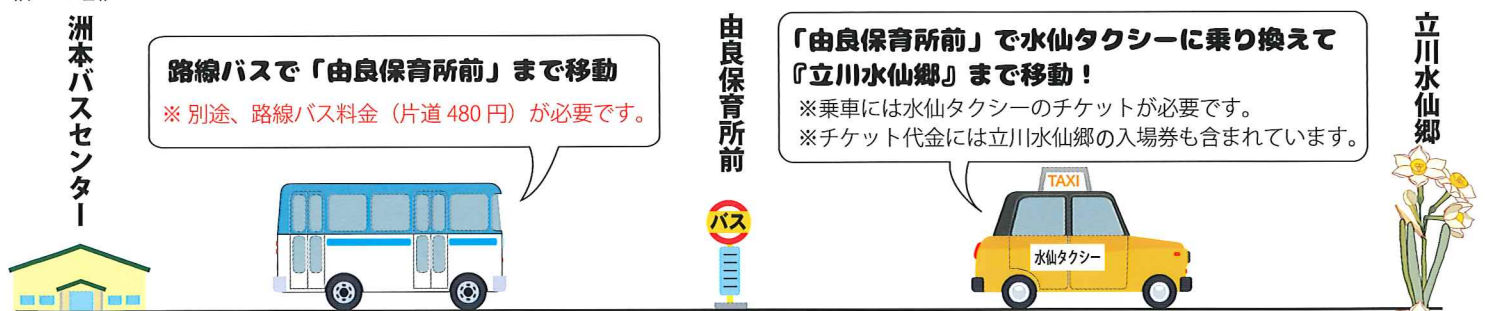 洲本バスセンター
路線バスで「由良保育所前」まで移動
※ 別途、路線バス料金（片道 480 円）が必要です。
由良保育所前
バス
「由良保育所前」で水仙タクシーに乗り換えて
『立川水仙郷』まで移動！
※乗車には水仙タクシーのチケットが必要です。
※チケット代金には立川水仙郷の入場券も含まれています。
TAXI
水仙タクシー
立川水仙郷